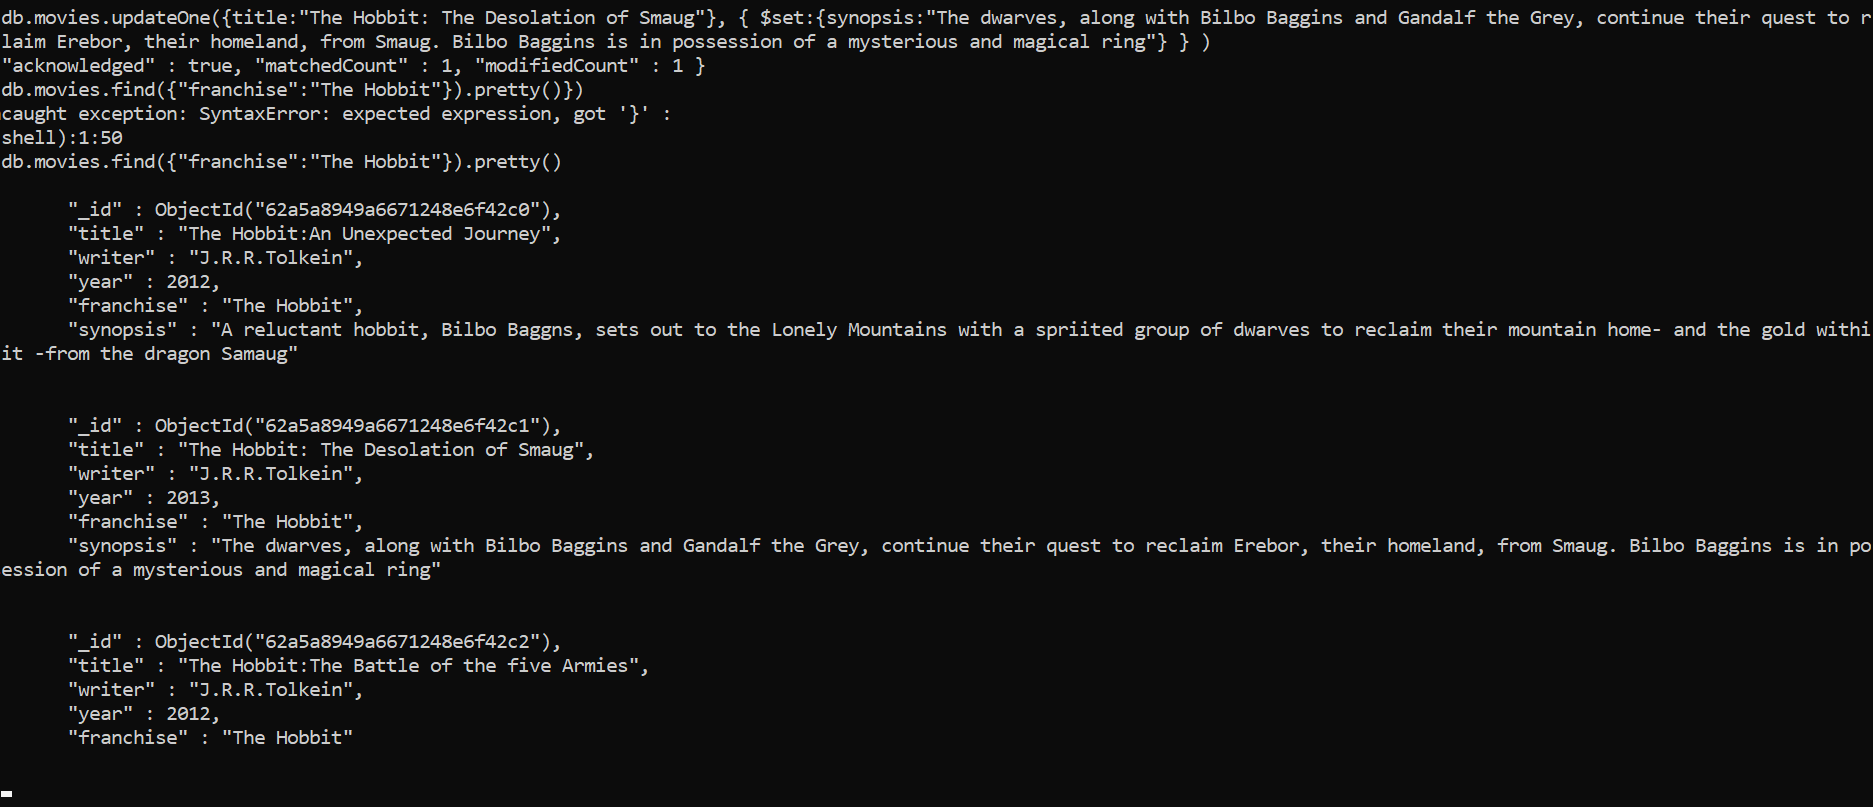 db.movies.updateOne({title:"The Hobbit: The Desolation of Smaug"}, { $set:{synopsis:"The dwarves, along with Bilbo Baggins and Gandalf the Grey, continue their quest to r
laim Erebor, their homeland, from Smaug. Bilbo Baggins is in possession of a mysterious and magical ring"} } )
"acknowledged" : true, "matchedCount" : 1, "modifiedCount" : 1 }
db.movies.find({"franchise":"The Hobbit"}).pretty()})
caught exception: SyntaxError: expected expression, got '}' :
shell):1:50
db.movies.find({"franchise":"The Hobbit"}).pretty()
"_id" : ObjectId("62a5a8949a6671248e6f42c0"),
"title" : "The Hobbit:An Unexpected Journey",
"writer" : "J.R.R.Tolkein",
"year" : 2012,
"franchise" : "The Hobbit",
"synopsis" : "A reluctant hobbit, Bilbo Baggns, sets out to the Lonely Mountains with a spriited group of dwarves to reclaim their mountain home- and the gold withi
it -from the dragon Samaug"
"_id" : ObjectId("62a5a8949a6671248e6f42c1"),
"title" : "The Hobbit: The Desolation of Smaug",
"writer" : "J.R.R.Tolkein",
"year" : 2013,
"franchise" : "The Hobbit",
"synopsis" : "The dwarves, along with Bilbo Baggins and Gandalf the Grey, continue their quest to reclaim Erebor, their homeland, from Smaug. Bilbo Baggins is in po
ession of a mysterious and magical ring"
"_id" : ObjectId("62a5a8949a6671248e6f42c2"),
"title" : "The Hobbit:The Battle of the five Armies",
"writer" : "J.R.R.Tolkein",
"year" : 2012,
"franchise" : "The Hobbit"